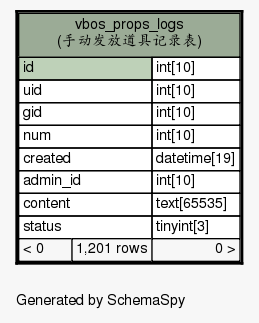 vbos_props_logs
(手动发放道具记录表)
id int[10]
uid int[10]
gid int[10]
num int[10]
created datetime[19]
admin_id int[10]
content text[65535]
status tinyint[3]
< 0 1,201 rows 0 >
Generated by SchemaSpy